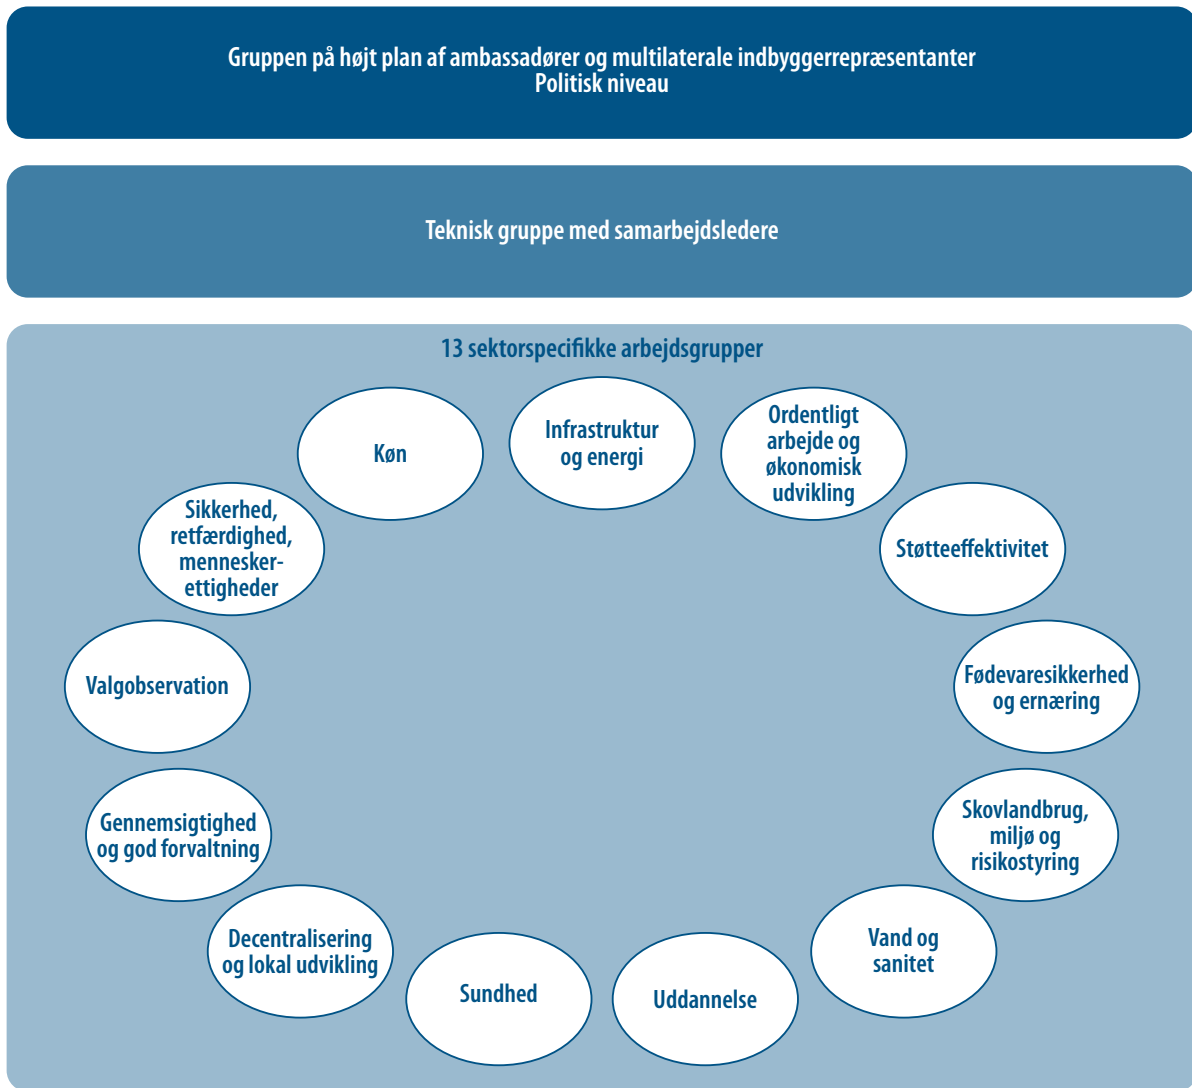 Gruppen på højt plan af ambassadører og multilaterale indbyggerrepræsentanter
Politisk niveau
Teknisk gruppe med samarbejdsledere
13 sektorspecifikke arbejdsgrupper
Infrastruktur
og energi
Ordentligt
arbejde og
økonomisk
udvikling
Støtteeffektivitet
Fødevaresikkerhed
og ernæring
Skovlandbrug,
miljø og
risikostyring
Vand og
sanitet
Uddannelse
Sundhed
Decentralisering
og lokal udvikling
Gennemsigtighed
og god forvaltning
Valgobservation
Sikkerhed,
retfærdighed,
mennesker-
ettigheder
Køn